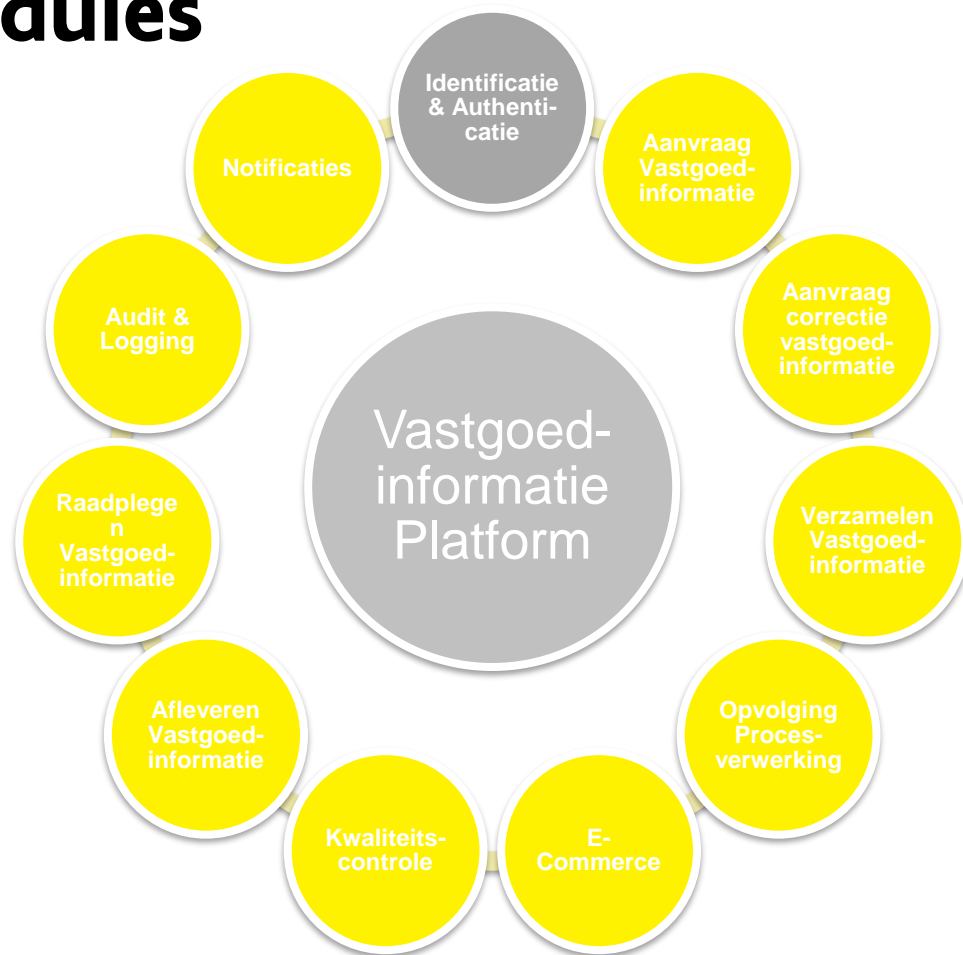 dules
Identificatie
& Authenti-
catie
Aanvraag
Vastgoed-
informatie
Aanvraag
correctie
vastgoed-
informatie
Verzamelen
Vastgoed-
informatie
Opvolging
Proces-
verwerking
E-
Commerce
Kwaliteits-
controle
Afleveren
Vastgoed-
informatie
Raadplege
n
Vastgoed-
informatie
Audit &
Logging
Notificaties
Vastgoed-
informatie
Platform